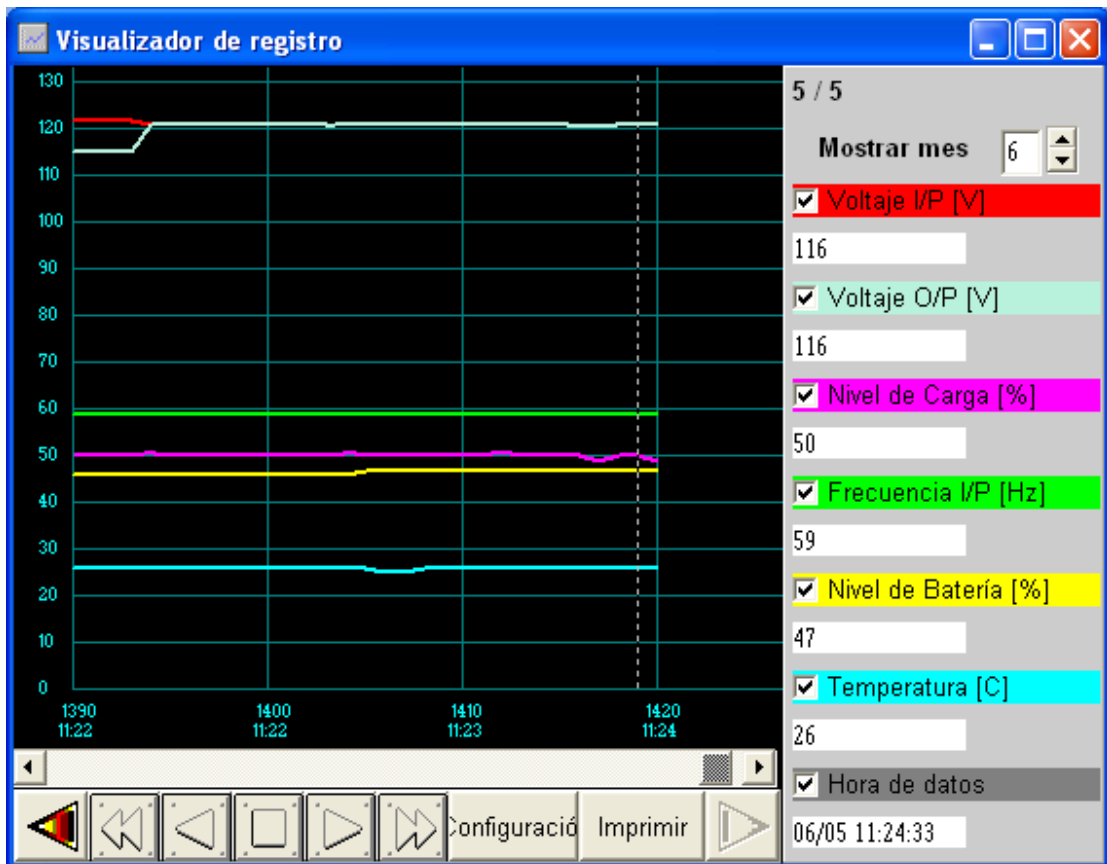 Visualizador de registro
130
120
110
100
90
80
70
60
50
40
30
20
10
0
1390 1400 1410 1420
11:22 11:22 11:23 11:24
5 / 5
Mostrar mes 6
Voltaje I/P [V]
116
Voltaje O/P [V]
116
Nivel de Carga [%]
50
Frecuencia I/P [Hz]
59
Nivel de Batería [%]
47
Temperatura [C]
26
Hora de datos
06/05 11:24:33
Configuració Imprimir